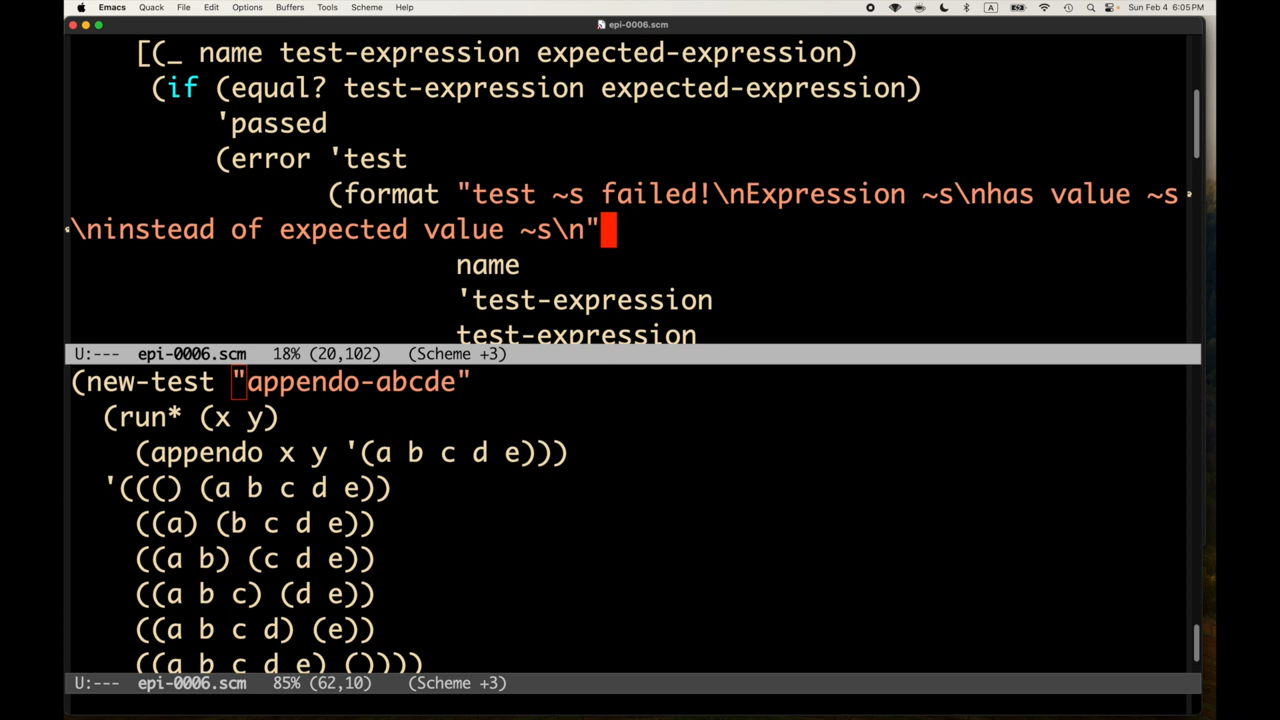 Emacs Quack File Edit Options Buffers Tools Scheme Help A Sun Feb 4 6:05 PM
epi-0006.scm
[(_ name test-expression expected-expression)
(if (equal? test-expression expected-expression)
'passed
(error 'test
(format "test ~s failed!\nExpression ~s\nhas value ~s
\ninstead of expected value ~s\n"
name
'test-expression
test-expression
U:--- epi-0006.scm 18% (20,102) (Scheme +3)
(new-test "appendo-abcde"
(run* (x y)
(appendo x y '(a b c d e)))
'((() (a b c d e))
((a) (b c d e))
((a b) (c d e))
((a b c) (d e))
((a b c d) (e))
((a b c d e) ())))
U:--- epi-0006.scm 85% (62,10) (Scheme +3)